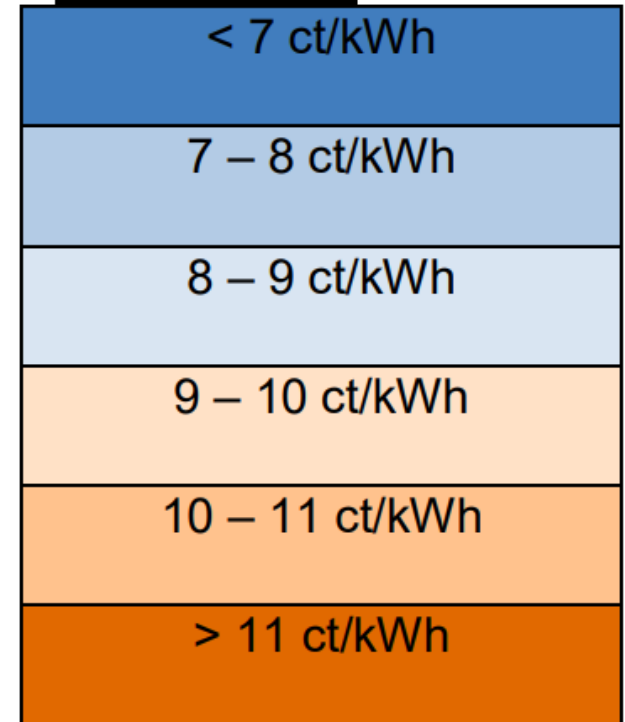 < 7 ct/kWh
7 – 8 ct/kWh
8 – 9 ct/kWh
9 – 10 ct/kWh
10 – 11 ct/kWh
> 11 ct/kWh